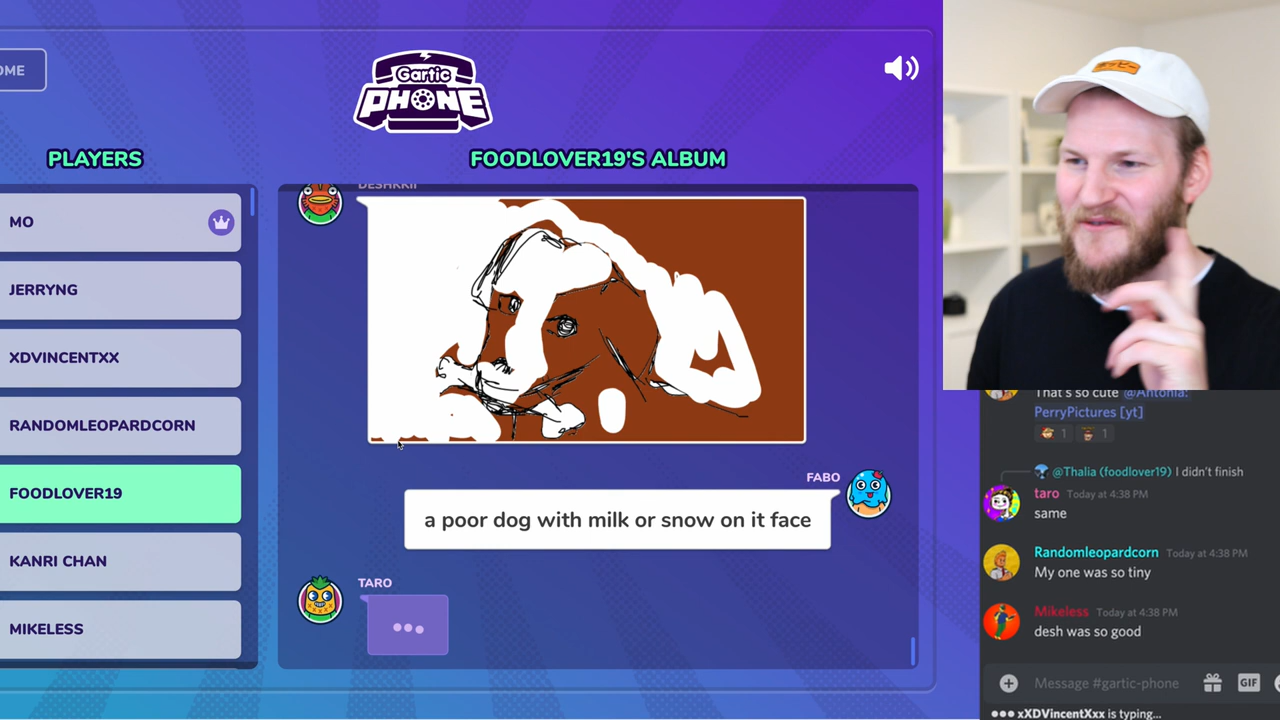 OME
Gartic
PHONE
PLAYERS
FOODLOVER19'S ALBUM
MO
JERRYNG
XDVINCENTXX
RANDOMLEOPARDCORN
FOODLOVER19
KANRI CHAN
MIKELESS
DESHKKII
FABO
a poor dog with milk or snow on it face
TARO
That's so cute @Antonia:
PerryPictures [yt]
1 1
@Thalia (foodlover19) I didn't finish
taro Today at 4:38 PM
same
Randomleopardcorn Today at 4:38 PM
My one was so tiny
Mikeless Today at 4:38 PM
desh was so good
Message #gartic-phone
GIF
xXDVincentXxx is typing...